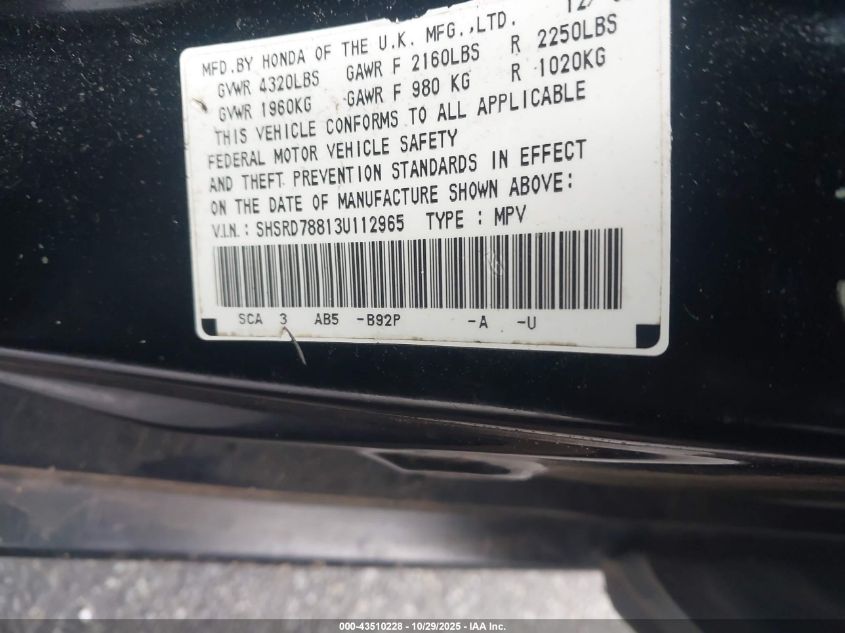 MFD.BY HONDA OF THE U.K. MFG.,LTD. 12/
GVWR 4320LBS GAWR F 2160LBS R 2250LBS
GVWR 1960KG GAWR F 980 KG R 1020KG
THIS VEHICLE CONFORMS TO ALL APPLICABLE
FEDERAL MOTOR VEHICLE SAFETY
AND THEFT PREVENTION STANDARDS IN EFFECT
ON THE DATE OF MANUFACTURE SHOWN ABOVE:
V.I.N.: SHSRD78813U112965 TYPE : MPV
SCA 3 AB5 -B92P -A -U
000-43510228 - 10/29/2025 - IAA Inc.